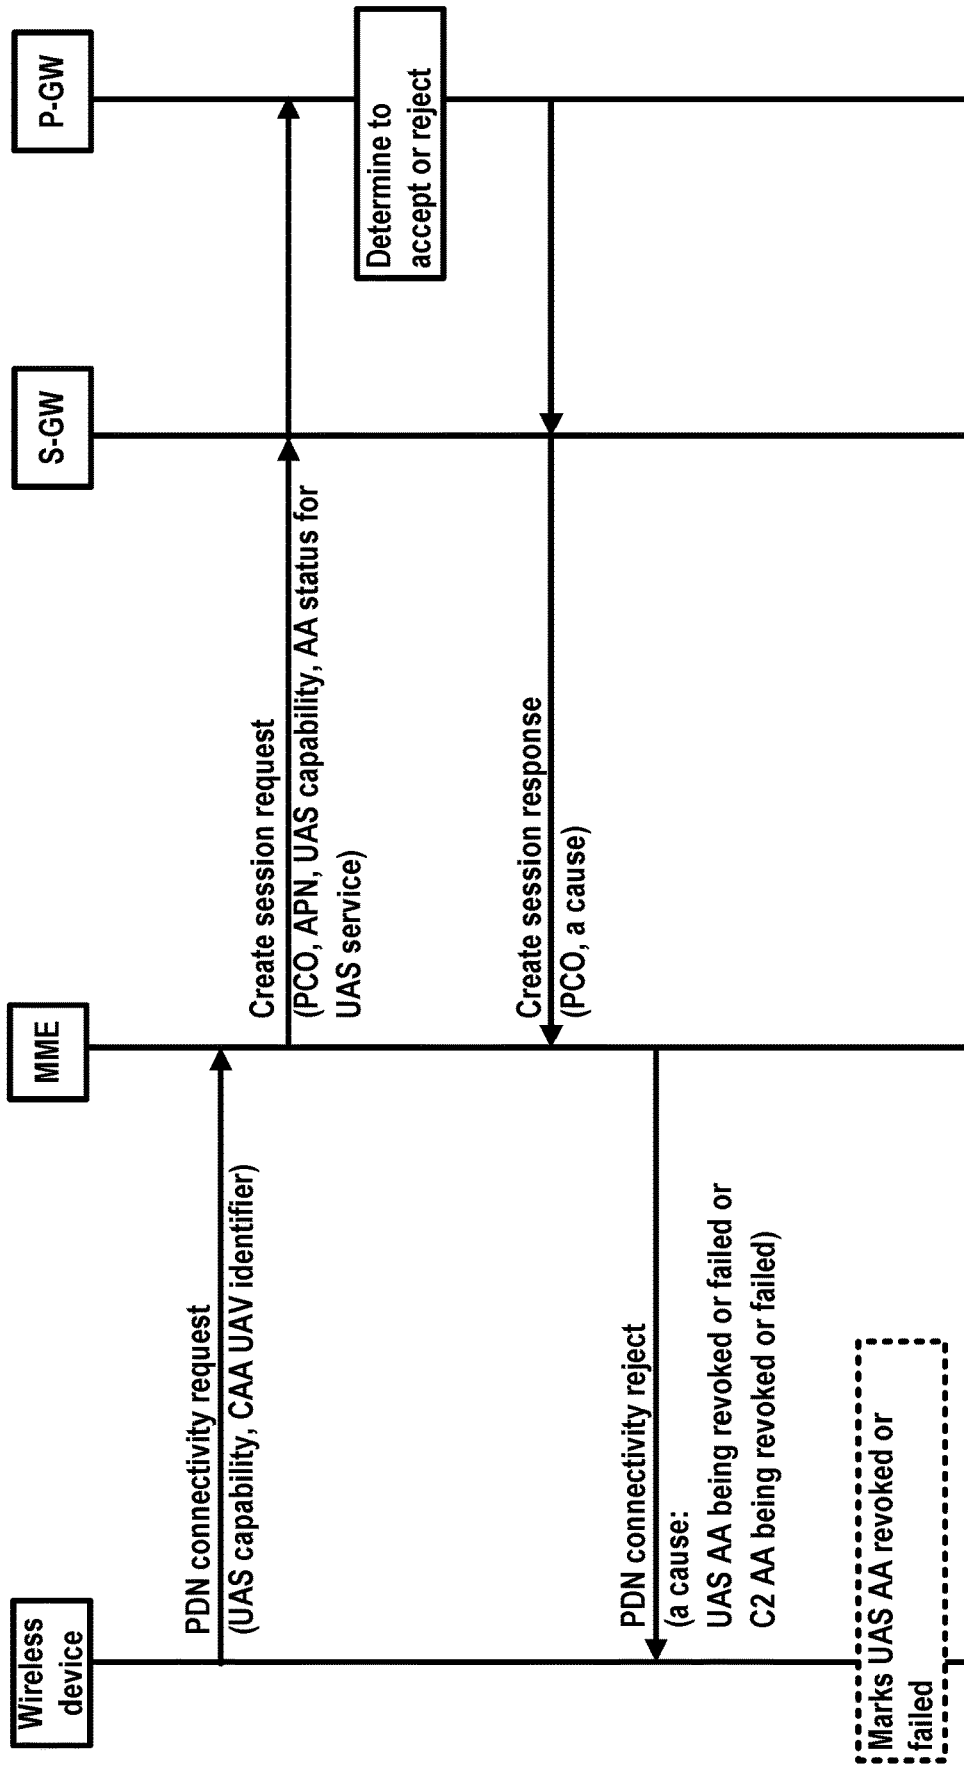 Wireless
device
MME
S-GW
P-GW
PDN connectivity request
(UAS capability, CAA UAV identifier)
Create session request
(PCO, APN, UAS capability, AA status for
UAS service)
Determine to
accept or reject
Create session response
(PCO, a cause)
PDN connectivity reject
(a cause:
UAS AA being revoked or failed or
C2 AA being revoked or failed)
Marks UAS AA revoked or
failed